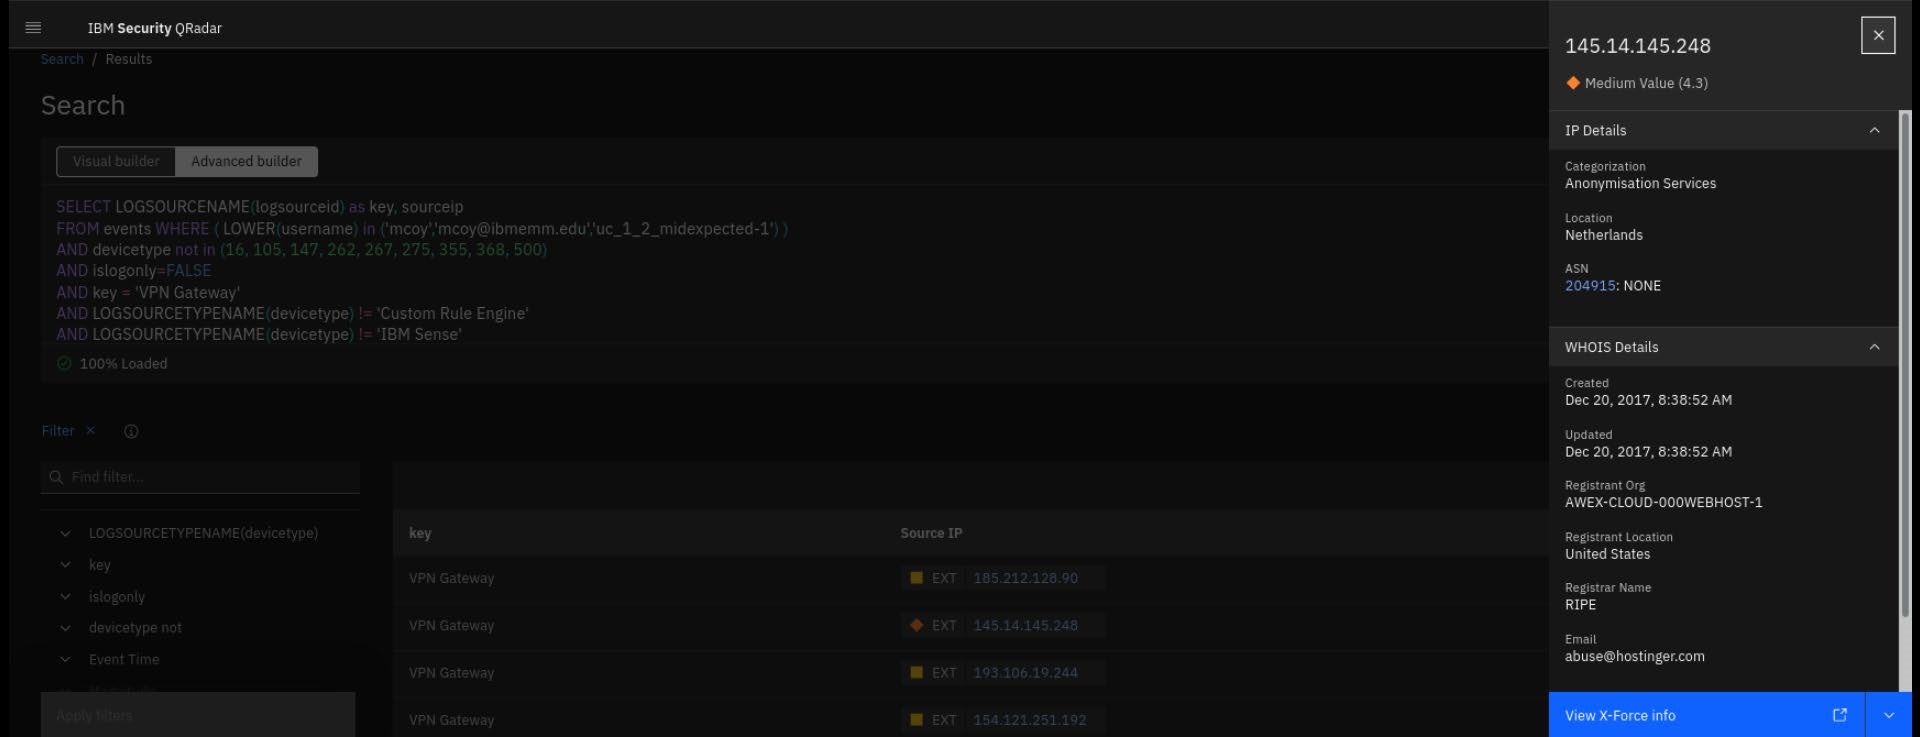 IBM Security QRadar
Search / Results
Search
Visual builder
Advanced builder
SELECT LOGSOURCENAME(logsourceid) as key, sourceip
FROM events WHERE ( LOWER(username) in ('mcoy','mcoy@ibmemm.edu','uc_1_2_midexpected-1') )
AND devicetype not in (16, 105, 147, 262, 267, 275, 355, 368, 500)
AND islogonly=FALSE
AND key = 'VPN Gateway'
AND LOGSOURCETYPENAME(devicetype) != 'Custom Rule Engine'
AND LOGSOURCETYPENAME(devicetype) != 'IBM Sense'
100% Loaded
Filter ×
Find filter...
LOGSOURCETYPENAME(devicetype)
key
islogonly
devicetype not
Event Time
Magnitude
Apply filters
key Source IP
VPN Gateway EXT 185.212.128.90
VPN Gateway EXT 145.14.145.248
VPN Gateway EXT 193.106.19.244
VPN Gateway EXT 154.121.251.192
145.14.145.248
Medium Value (4.3)
IP Details
Categorization
Anonymisation Services
Location
Netherlands
ASN
204915: NONE
WHOIS Details
Created
Dec 20, 2017, 8:38:52 AM
Updated
Dec 20, 2017, 8:38:52 AM
Registrant Org
AWEX-CLOUD-000WEBHOST-1
Registrant Location
United States
Registrar Name
RIPE
Email
abuse@hostinger.com
View X-Force info